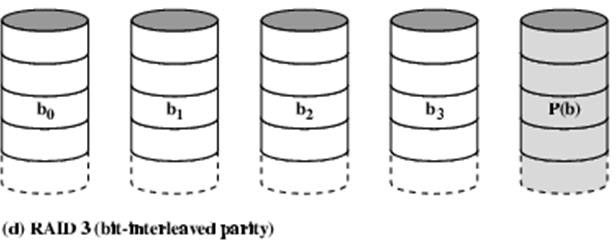 b0 b1 b2 b3 P(b)
(d) RAID 3 (bit-interleaved parity)